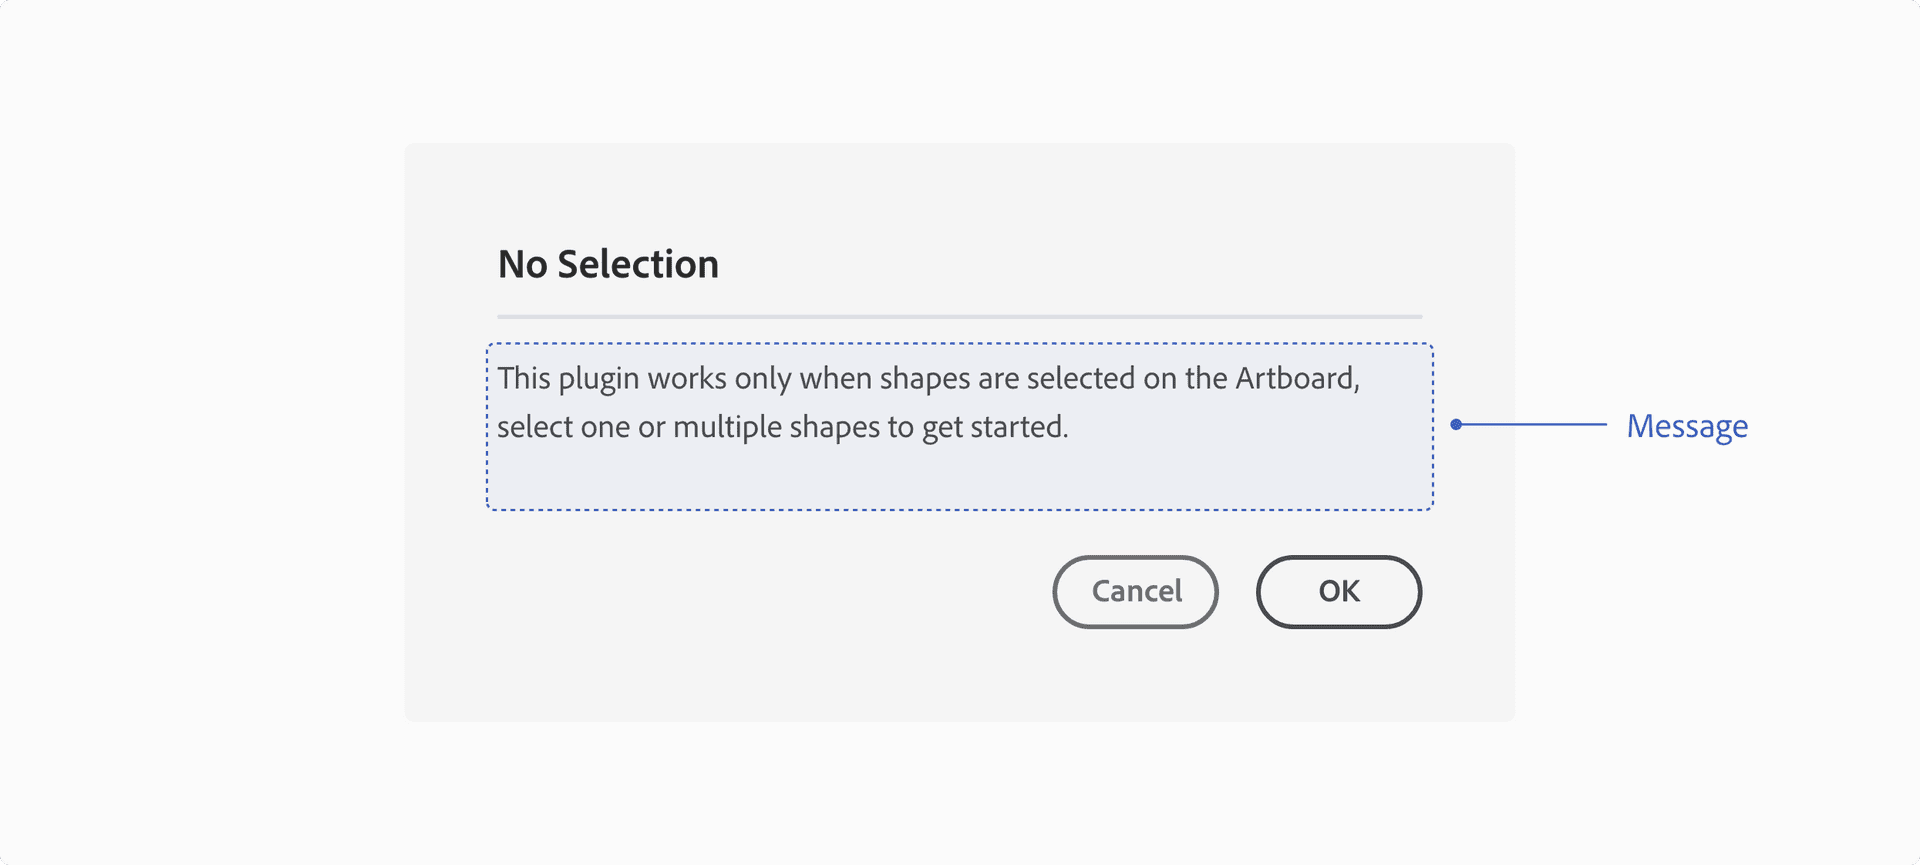 No Selection
This plugin works only when shapes are selected on the Artboard,
select one or multiple shapes to get started.
Message
Cancel
OK